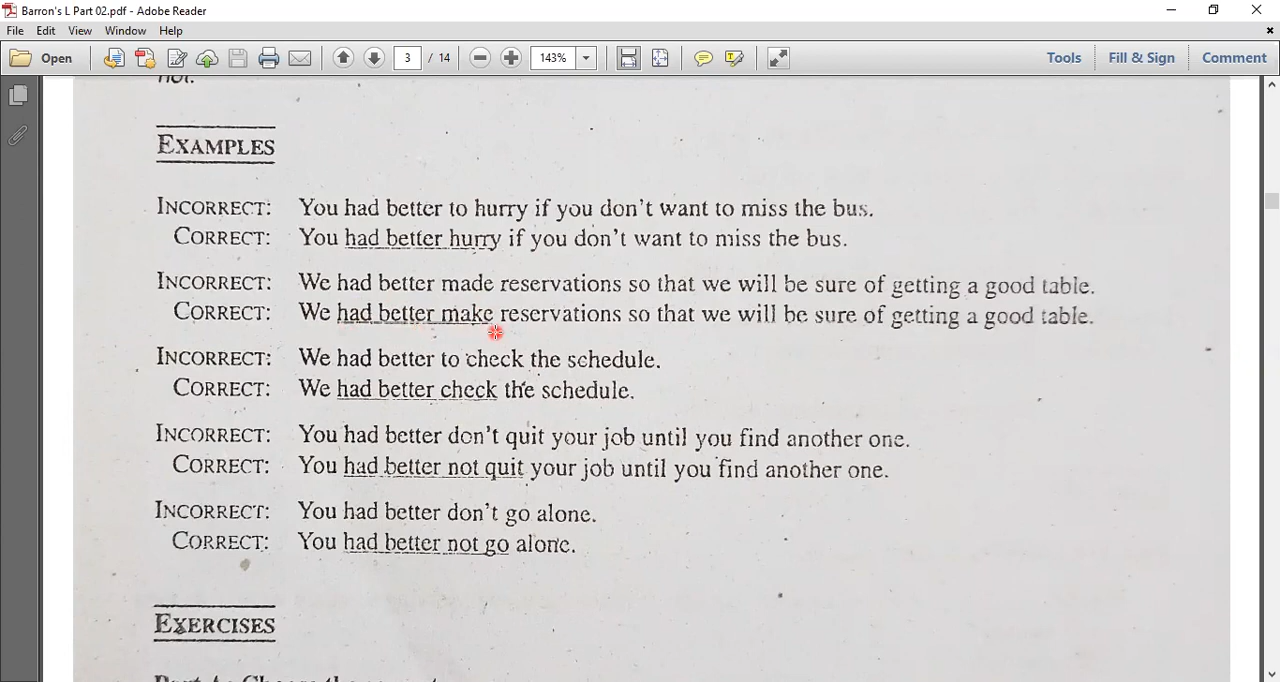 Barron's L Part 02.pdf - Adobe Reader
File Edit View Window Help
Open 3 / 14 143% Tools Fill & Sign Comment
not.
EXAMPLES
INCORRECT: You had better to hurry if you don't want to miss the bus.
CORRECT: You had better hurry if you don't want to miss the bus.
INCORRECT: We had better made reservations so that we will be sure of getting a good table.
CORRECT: We had better make reservations so that we will be sure of getting a good table.
INCORRECT: We had better to check the schedule.
CORRECT: We had better check the schedule.
INCORRECT: You had better don't quit your job until you find another one.
CORRECT: You had better not quit your job until you find another one.
INCORRECT: You had better don't go alone.
CORRECT: You had better not go alone.
EXERCISES